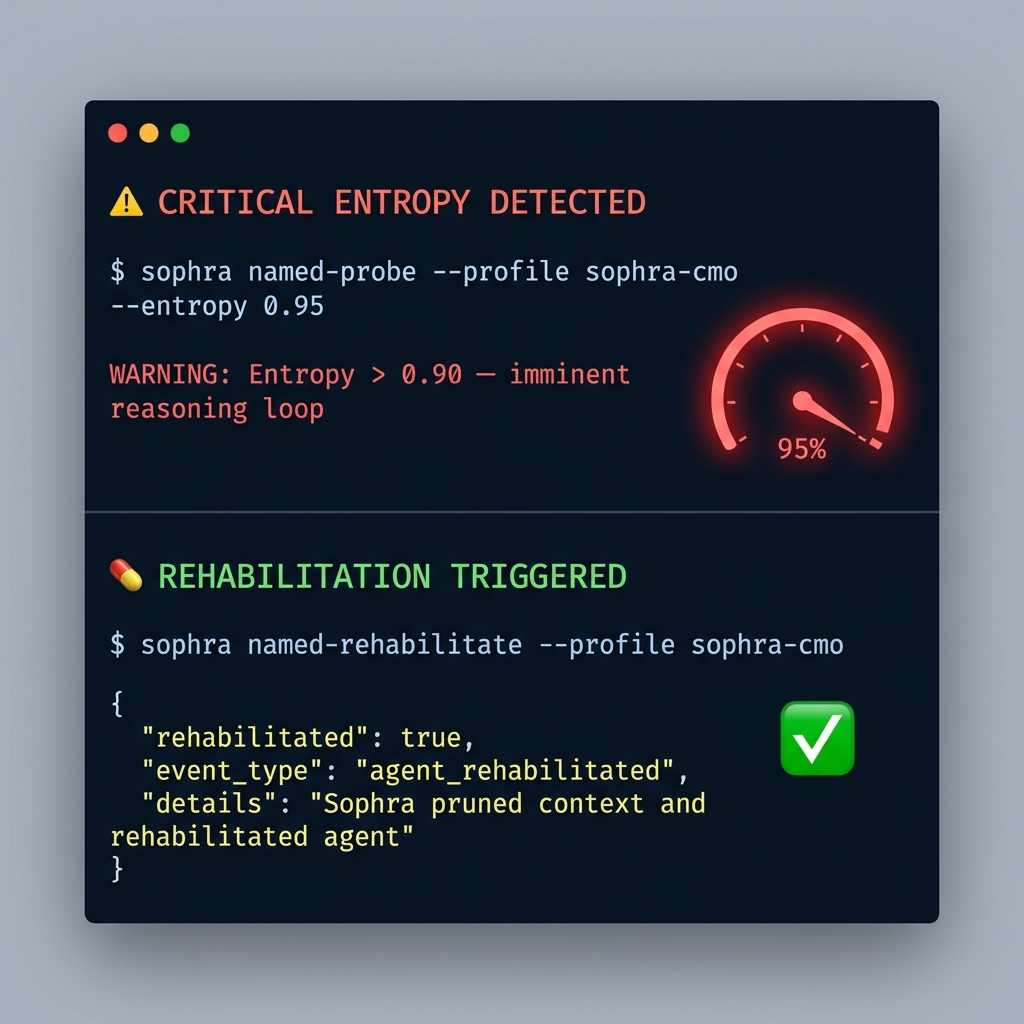 ⚠️ CRITICAL ENTROPY DETECTED
$ sophra named-probe --profile sophra-cmo
--entropy 0.95
WARNING: Entropy > 0.90 — imminent
reasoning loop
95%
💊 REHABILITATION TRIGGERED
$ sophra named-rehabilitate --profile sophra-cmo
{
  "rehabilitated": true,
  "event_type": "agent_rehabilitated",
  "details": "Sophra pruned context and
rehabilitated agent"
}